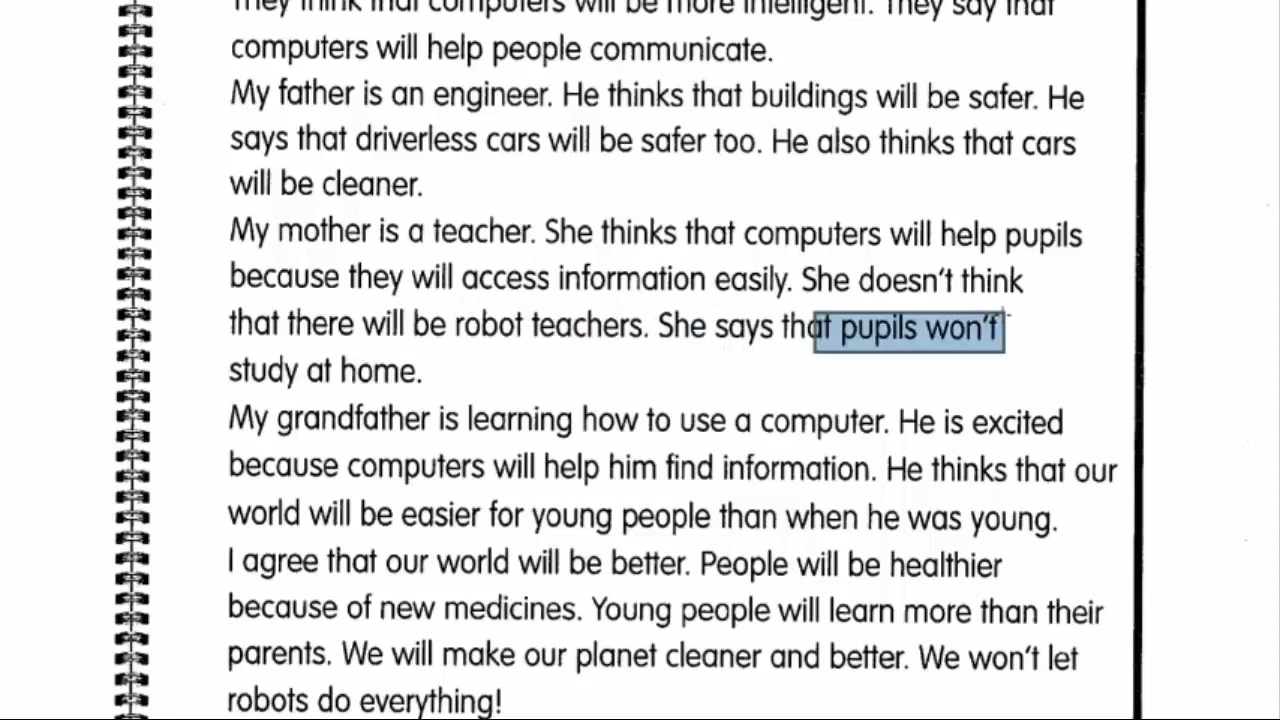 They think that computers will be more intelligent. They say that
computers will help people communicate.
My father is an engineer. He thinks that buildings will be safer. He
says that driverless cars will be safer too. He also thinks that cars
will be cleaner.
My mother is a teacher. She thinks that computers will help pupils
because they will access information easily. She doesn't think
that there will be robot teachers. She says that pupils won't
study at home.
My grandfather is learning how to use a computer. He is excited
because computers will help him find information. He thinks that our
world will be easier for young people than when he was young.
I agree that our world will be better. People will be healthier
because of new medicines. Young people will learn more than their
parents. We will make our planet cleaner and better. We won't let
robots do everything!